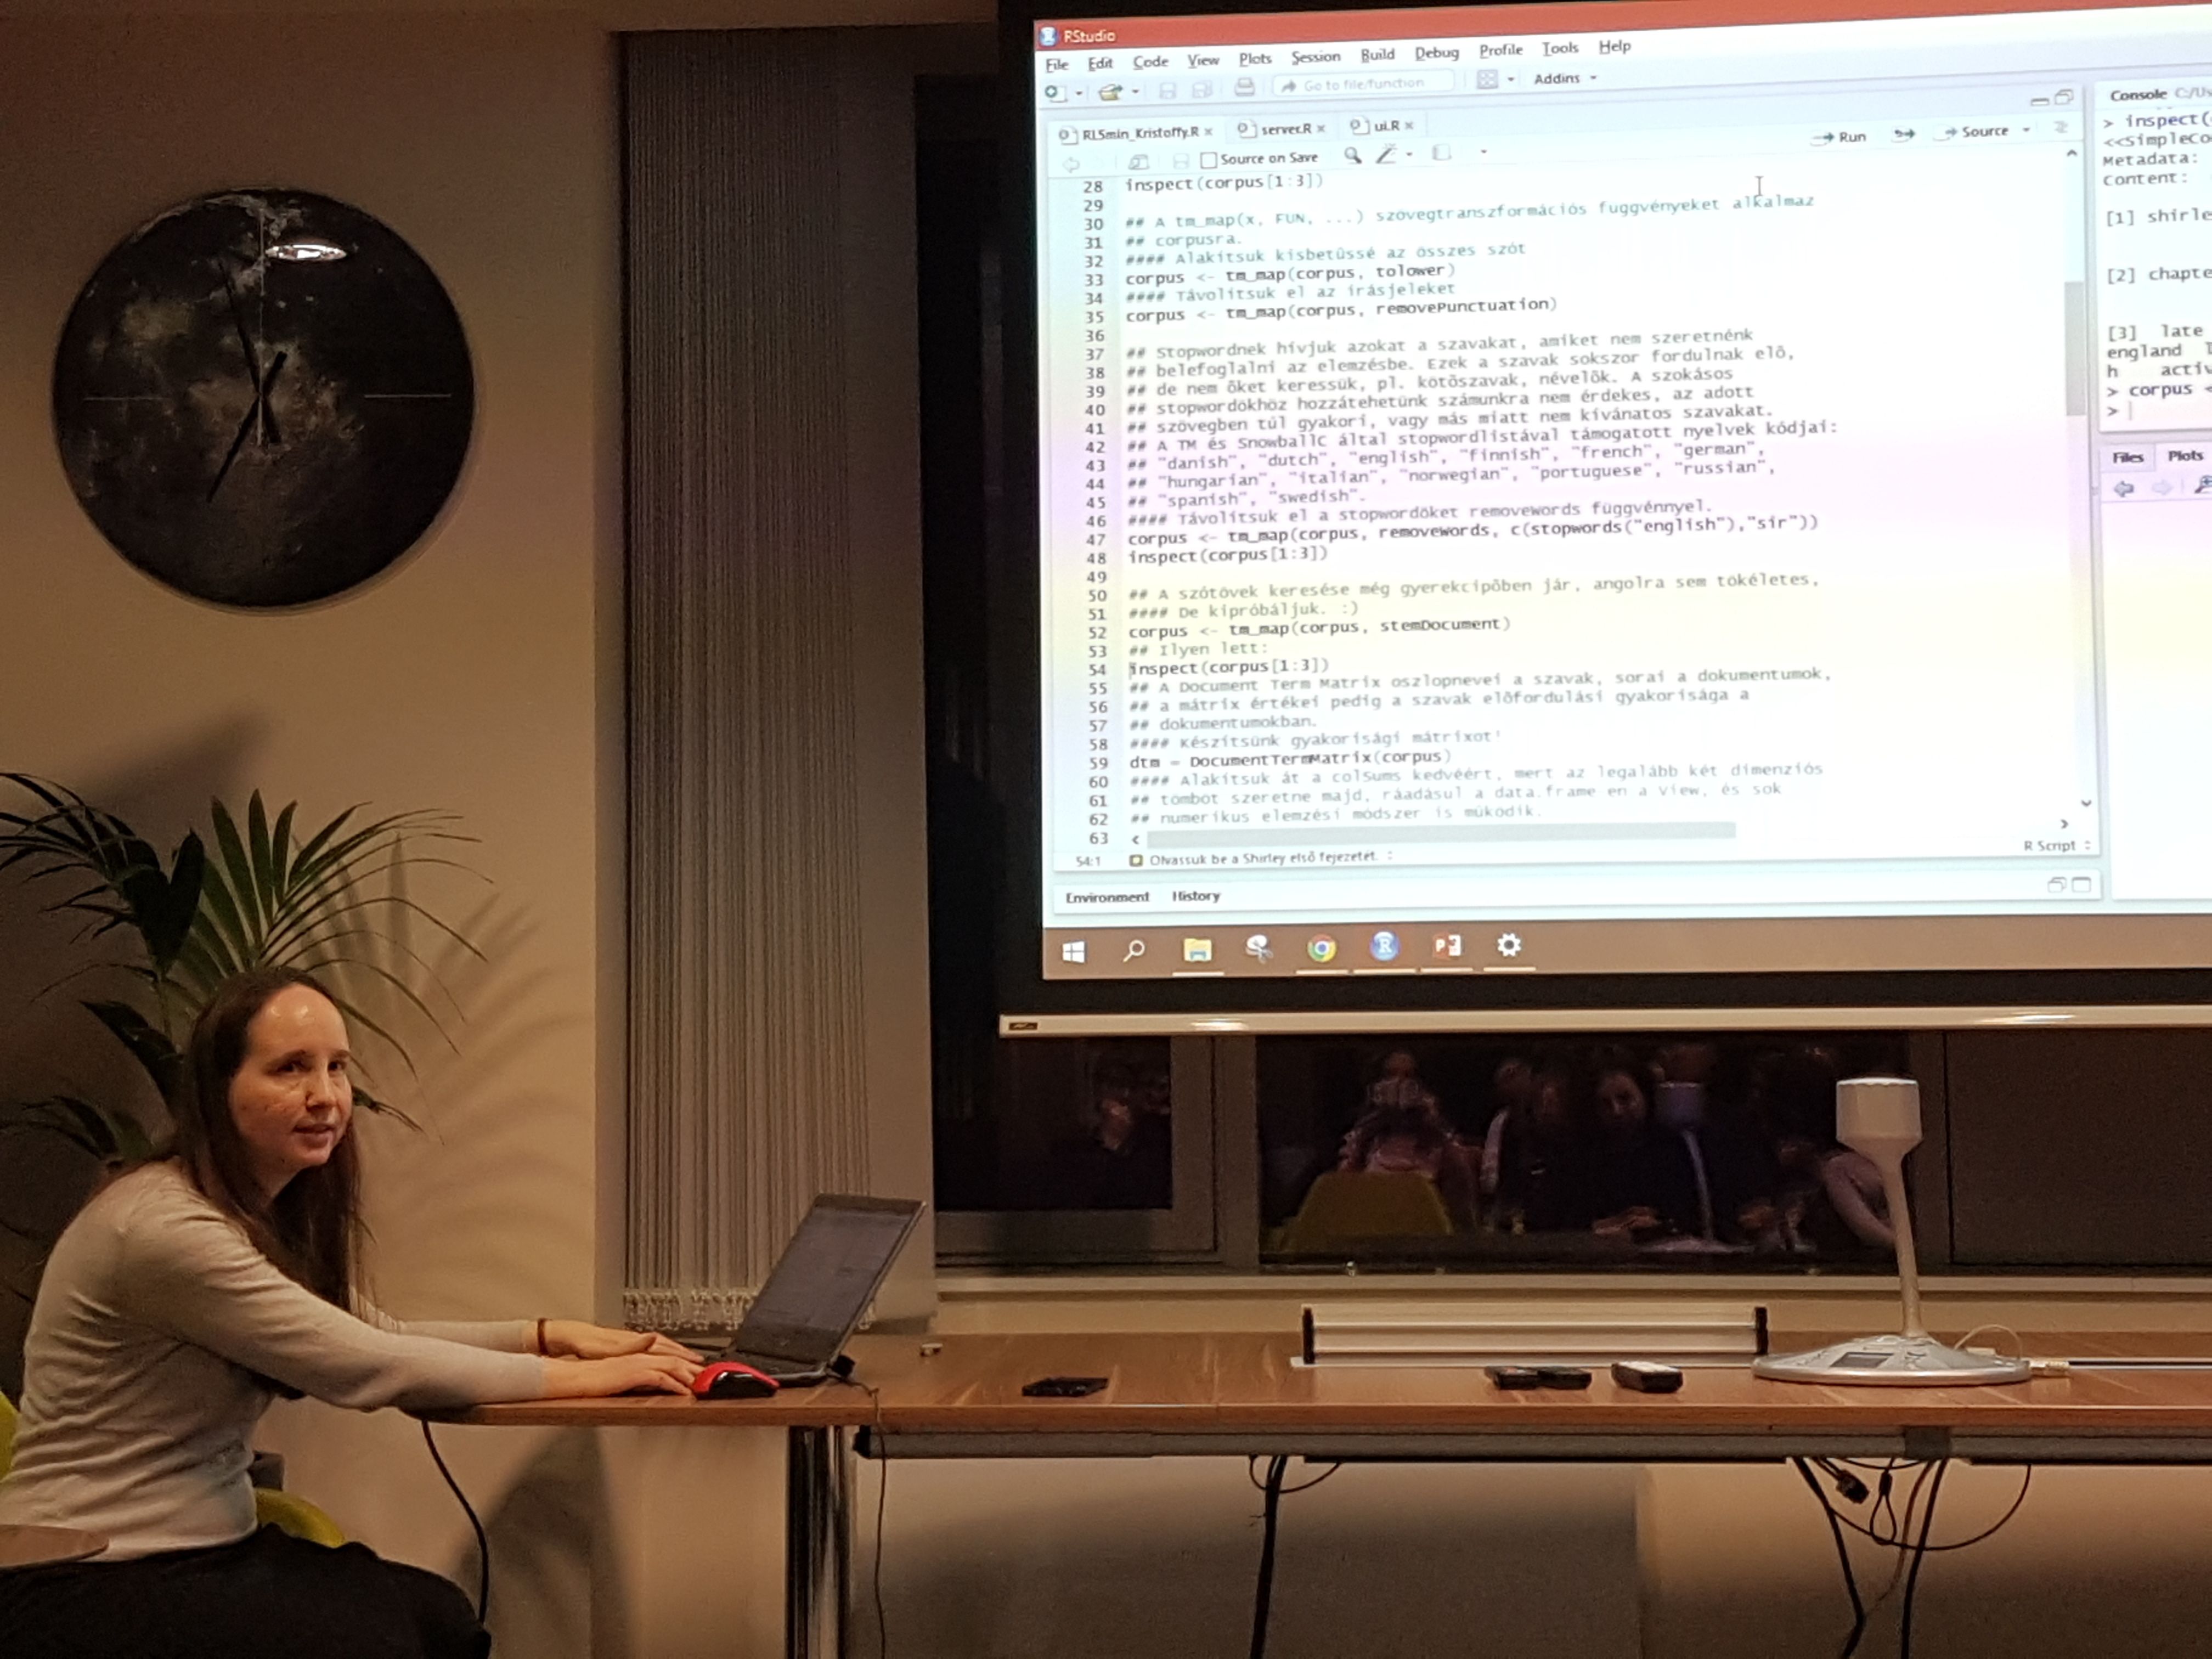 RStudio
File Edit Code View Plots Session Build Debug Profile Tools Help
Go to file/function Addins
RL5min_Kristoffy.R × server.R × ui.R ×
Source on Save Run Source
28 inspect(corpus[1:3])
29
30 ## A tm_map(x, FUN, ...) szövegtranszformációs függvényeket alkalmaz
31 ## corpusra.
32 #### Alakítsuk kisbetűssé az összes szót
33 corpus <- tm_map(corpus, tolower)
34 #### Távolítsuk el az írásjeleket
35 corpus <- tm_map(corpus, removePunctuation)
36
37 ## Stopwordnek hívjuk azokat a szavakat, amiket nem szeretnénk
38 ## belefoglalni az elemzésbe. Ezek a szavak sokszor fordulnak elő,
39 ## de nem őket keressük, pl. kötőszavak, névelők. A szokásos
40 ## stopwordökhöz hozzátehetünk számunkra nem érdekes, az adott
41 ## szövegben túl gyakori, vagy más miatt nem kívánatos szavakat.
42 ## A TM és SnowballC által stopwordlistával támogatott nyelvek kódjai:
43 ## "danish", "dutch", "english", "finnish", "french", "german",
44 ## "hungarian", "italian", "norwegian", "portuguese", "russian",
45 ## "spanish", "swedish".
46 #### Távolítsuk el a stopwordöket removeWords függvénnyel.
47 corpus <- tm_map(corpus, removeWords, c(stopwords("english"),"sir"))
48 inspect(corpus[1:3])
49
50 ## A szótövek keresése még gyerekcipőben jár, angolra sem tökéletes,
51 #### De kipróbáljuk. :)
52 corpus <- tm_map(corpus, stemDocument)
53 ## Ilyen lett:
54 inspect(corpus[1:3])
55 ## A Document Term Matrix oszlopnevei a szavak, sorai a dokumentumok,
56 ## a mátrix értékei pedig a szavak előfordulási gyakorisága a
57 ## dokumentumokban.
58 #### Készítsünk gyakorisági mátrixot!
59 dtm = DocumentTermMatrix(corpus)
60 #### Alakítsuk át a colSums kedvéért, mert az legalább két dimenziós
61 ## tömböt szeretne majd, ráadásul a data.frame en a View, és sok
62 ## numerikus elemzési módszer is működik.
63
54:1 Olvassuk be a Shirley első fejezetét. R Script
Environment History
Console C:/Us
> inspect(
<<SimpleCo
Metadata:
Content:
[1] shirle
[2] chapte
[3] late
england
h activ
> corpus <
>
Files Plots